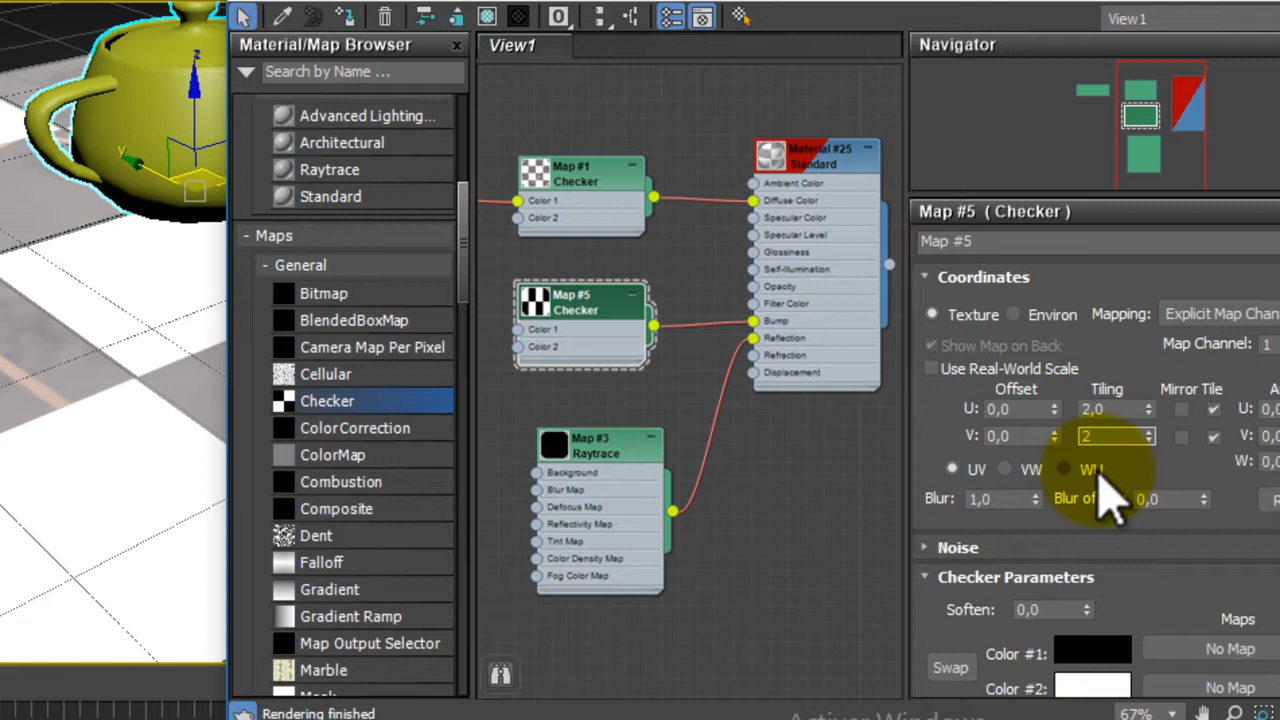 View1
Material/Map Browser
x
View1
Navigator
Search by Name ...
Advanced Lighting...
Architectural
Raytrace
Standard
- Maps
- General
Bitmap
BlendedBoxMap
Camera Map Per Pixel
Cellular
Checker
ColorCorrection
ColorMap
Combustion
Composite
Dent
Falloff
Gradient
Gradient Ramp
Map Output Selector
Marble
z
y
Map #1
Checker
Color 1
Color 2
Map #5
Checker
Color 1
Color 2
Map #3
Raytrace
Background
Blur Map
Defocus Map
Reflectivity Map
Tint Map
Color Density Map
Fog Color Map
Material #25
Standard
Ambient Color
Diffuse Color
Specular Color
Specular Level
Glossiness
Self-Illumination
Opacity
Filter Color
Bump
Reflection
Refraction
Displacement
Map #5 ( Checker )
Map #5
Coordinates
Texture Environ Mapping: Explicit Map Chan
Show Map on Back Map Channel: 1
Use Real-World Scale
Offset Tiling Mirror Tile
U: 0,0 2,0 U: 0,0
V: 0,0 2 V: 0,0
UV VW WU W: 0,0
Blur: 1,0 Blur of 0,0
Noise
Checker Parameters
Soften: 0,0
Maps
Swap
Color #1: No Map
Color #2: No Map
Rendering finished
67%